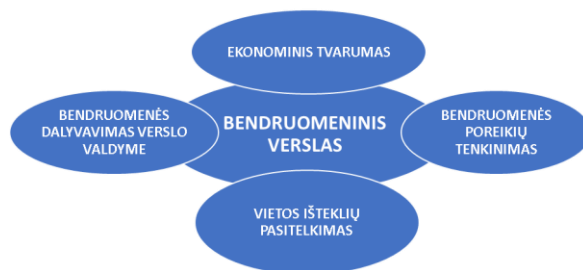 EKONOMINIS TVARUMAS
BENDRUOMENĖS
DALYVAVIMAS VERSLO
VALDYME
BENDRUOMENINIS
VERSLAS
BENDRUOMENĖS
POREIKIŲ
TENKINIMAS
VIETOS IŠTEKLIŲ
PASITELKIMAS